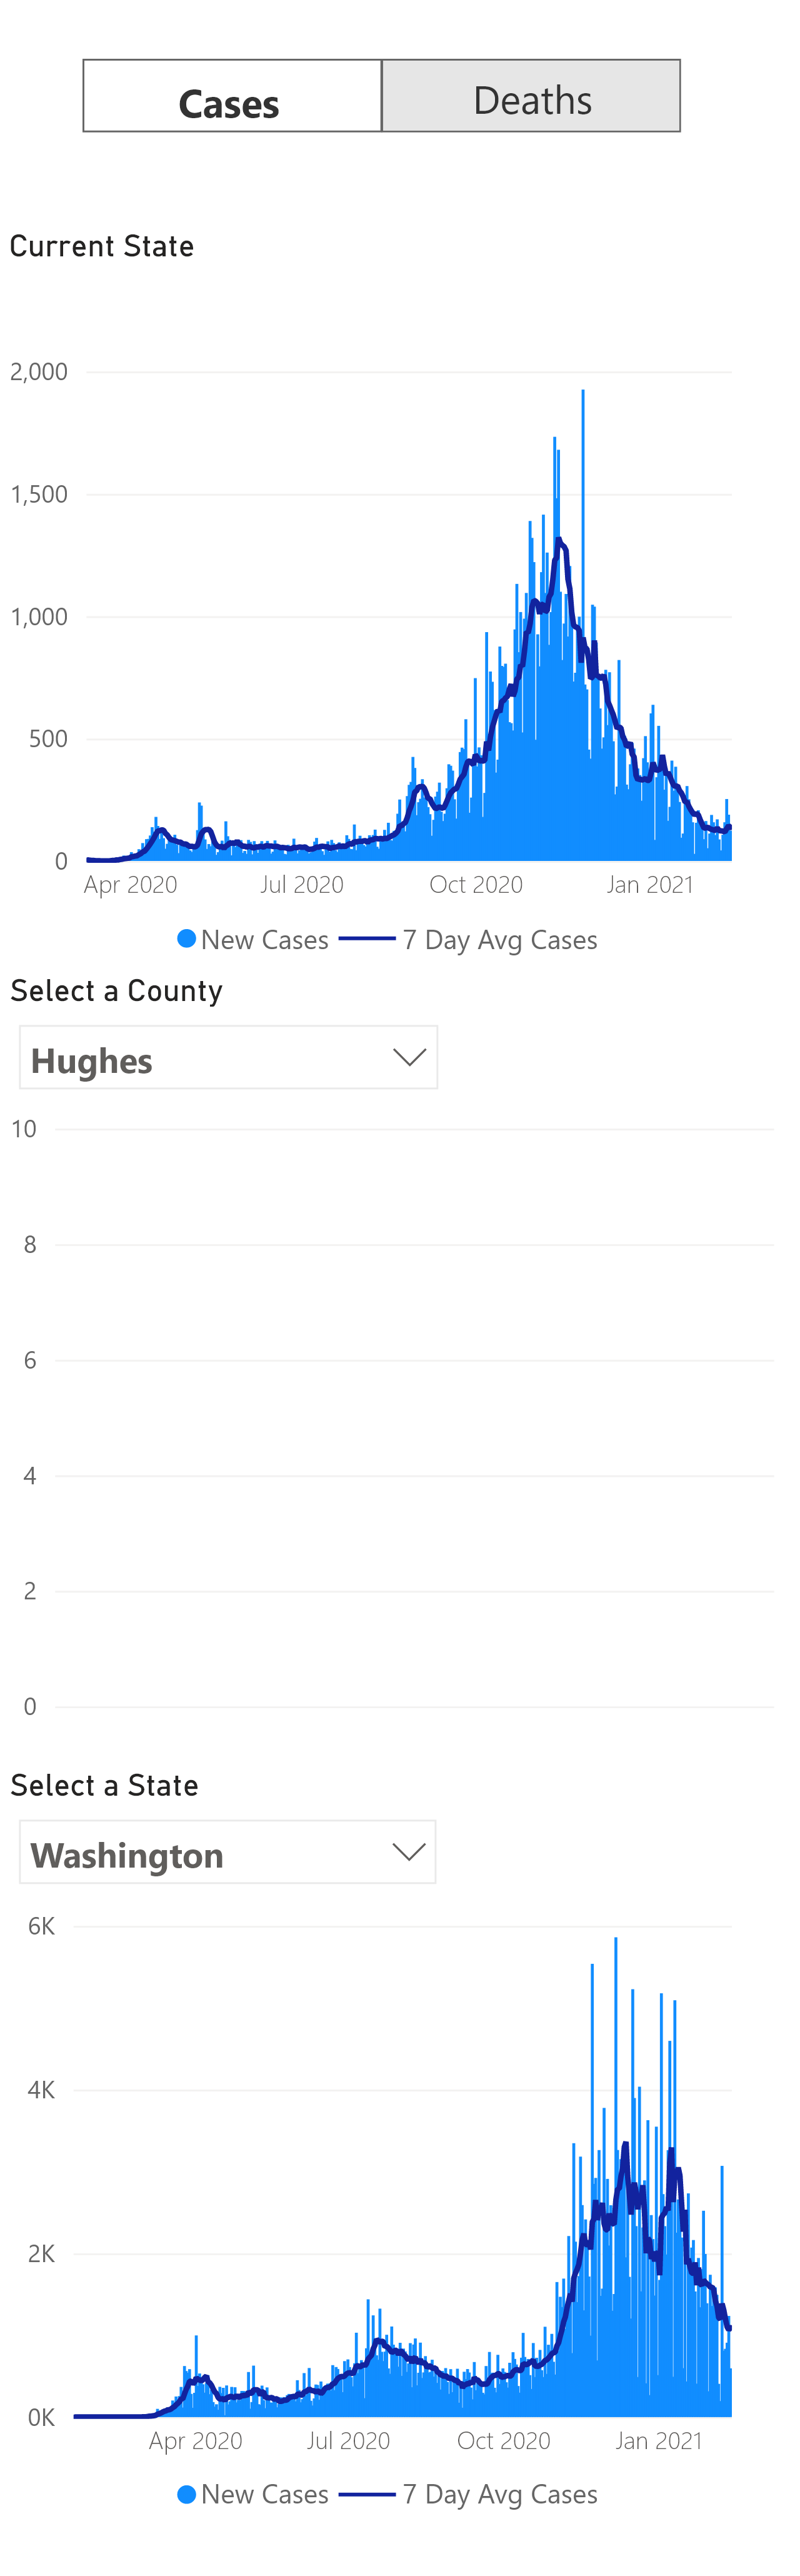 Cases Deaths
Current State
2,000
1,500
1,000
500
0
Apr 2020 Jul 2020 Oct 2020 Jan 2021
New Cases 7 Day Avg Cases
Select a County
Hughes
10
8
6
4
2
0
Select a State
Washington
6K
4K
2K
0K
Apr 2020 Jul 2020 Oct 2020 Jan 2021
New Cases 7 Day Avg Cases